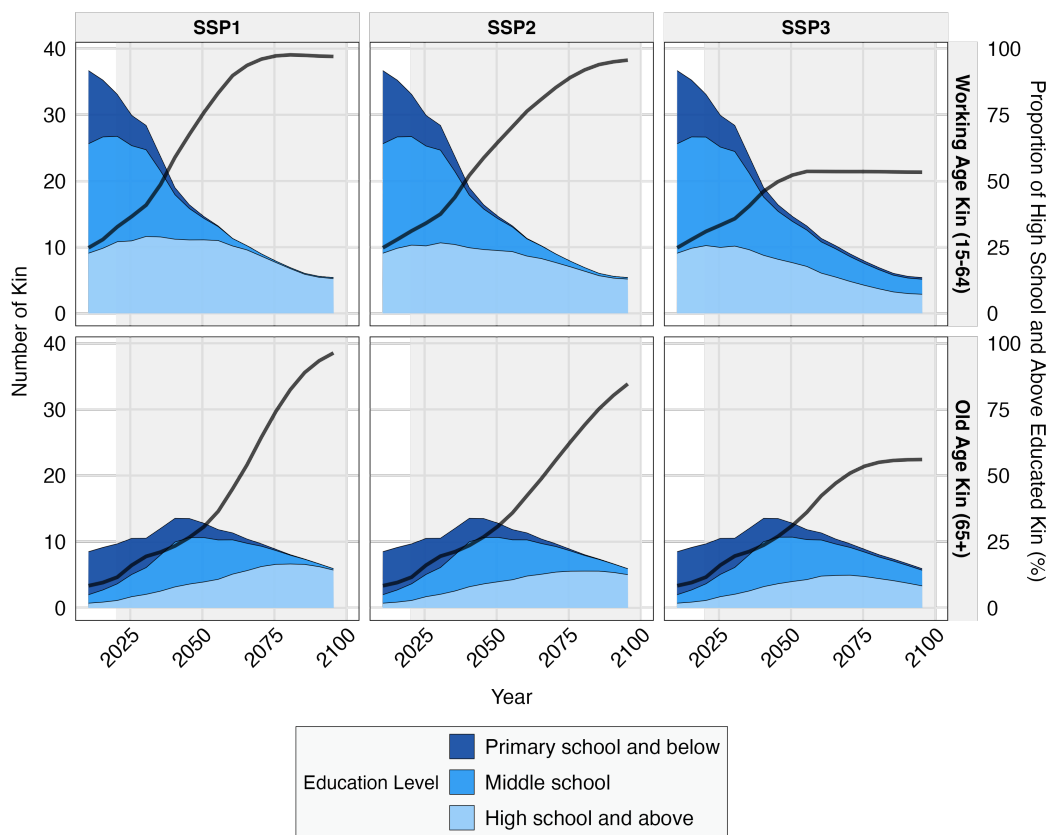 SSP1 SSP2 SSP3
40
30
20
10
0
100
75
50
25
0
Working Age Kin (15-64)
40
30
20
10
0
100
75
50
25
0
Old Age Kin (65+)
Number of Kin
Proportion of High School and Above Educated Kin (%)
2025 2050 2075 2100 2025 2050 2075 2100 2025 2050 2075 2100
Year
Education Level
Primary school and below
Middle school
High school and above